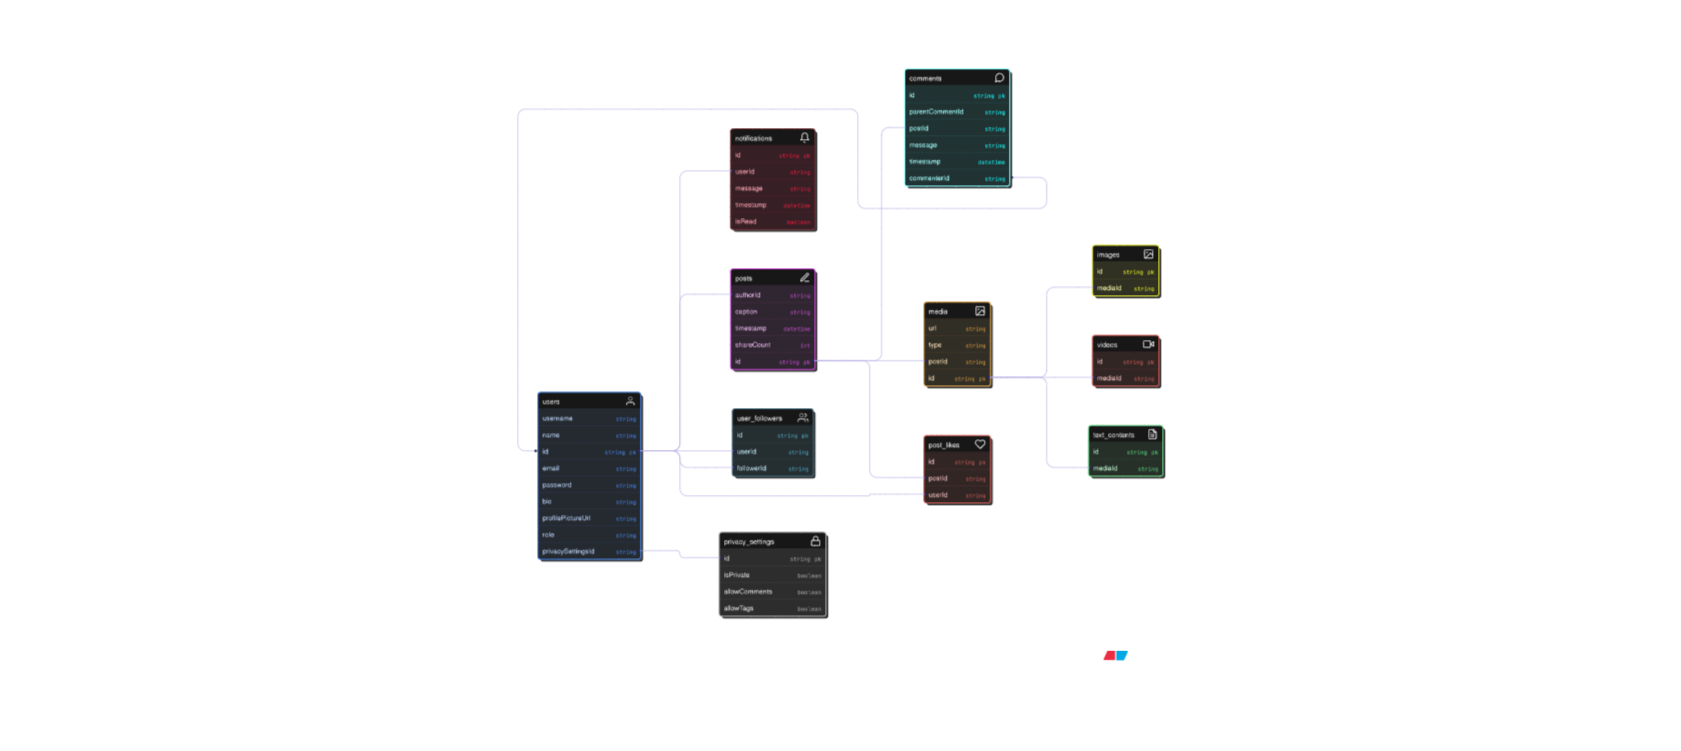 comments
id string pk
parentCommentId string
postId string
message string
timestamp datetime
commenterId string
notifications
id string pk
userId string
message string
timestamp datetime
isRead boolean
posts
authorId string
caption string
timestamp datetime
shareCount int
id string pk
images
id string pk
mediaId string
media
url string
type string
postId string
id string pk
videos
id string pk
mediaId string
users
username string
name string
id string pk
email string
password string
bio string
profilePictureUrl string
role string
privacySettingsId string
user_followers
id string pk
userId string
followerId string
post_likes
id string pk
postId string
userId string
text_contents
id string pk
mediaId string
privacy_settings
id string pk
isPrivate boolean
allowComments boolean
allowTags boolean